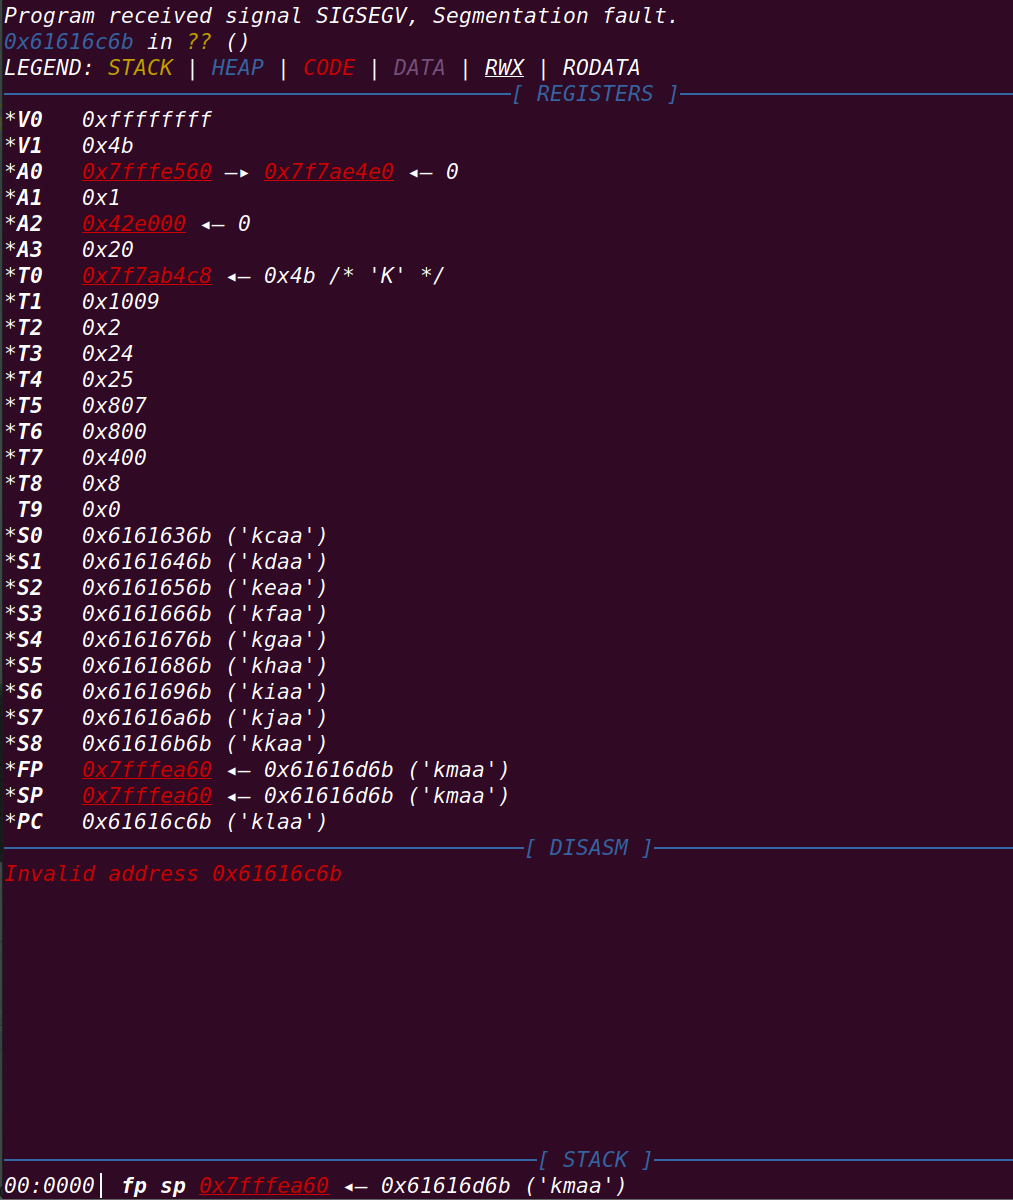 Program received signal SIGSEGV, Segmentation fault.
0x61616c6b in ?? ()
LEGEND: STACK | HEAP | CODE | DATA | RWX | RODATA
[ REGISTERS ]
*V0 0xffffffff
*V1 0x4b
*A0 0x7fffe560 —▸ 0x7f7ae4e0 ◂— 0
*A1 0x1
*A2 0x42e000 ◂— 0
*A3 0x20
*T0 0x7f7ab4c8 ◂— 0x4b /* 'K' */
*T1 0x1009
*T2 0x2
*T3 0x24
*T4 0x25
*T5 0x807
*T6 0x800
*T7 0x400
*T8 0x8
T9 0x0
*S0 0x6161636b ('kcaa')
*S1 0x6161646b ('kdaa')
*S2 0x6161656b ('keaa')
*S3 0x6161666b ('kfaa')
*S4 0x6161676b ('kgaa')
*S5 0x6161686b ('khaa')
*S6 0x6161696b ('kiaa')
*S7 0x61616a6b ('kjaa')
*S8 0x61616b6b ('kkaa')
*FP 0x7fffea60 ◂— 0x61616d6b ('kmaa')
*SP 0x7fffea60 ◂— 0x61616d6b ('kmaa')
*PC 0x61616c6b ('klaa')
[ DISASM ]
Invalid address 0x61616c6b
[ STACK ]
00:0000│ fp sp 0x7fffea60 ◂— 0x61616d6b ('kmaa')